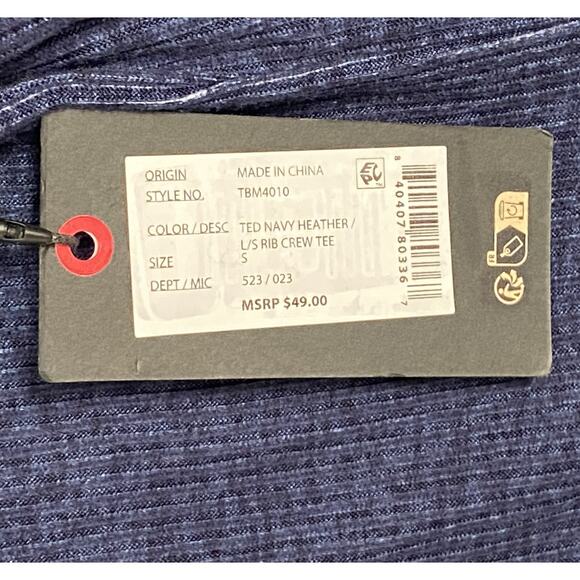 ORIGIN MADE IN CHINA
STYLE NO. TBM4010
COLOR / DESC TED NAVY HEATHER /
L/S RIB CREW TEE
SIZE S
DEPT / MIC 523 / 023
MSRP $49.00
EPC
8 40407 80336 7